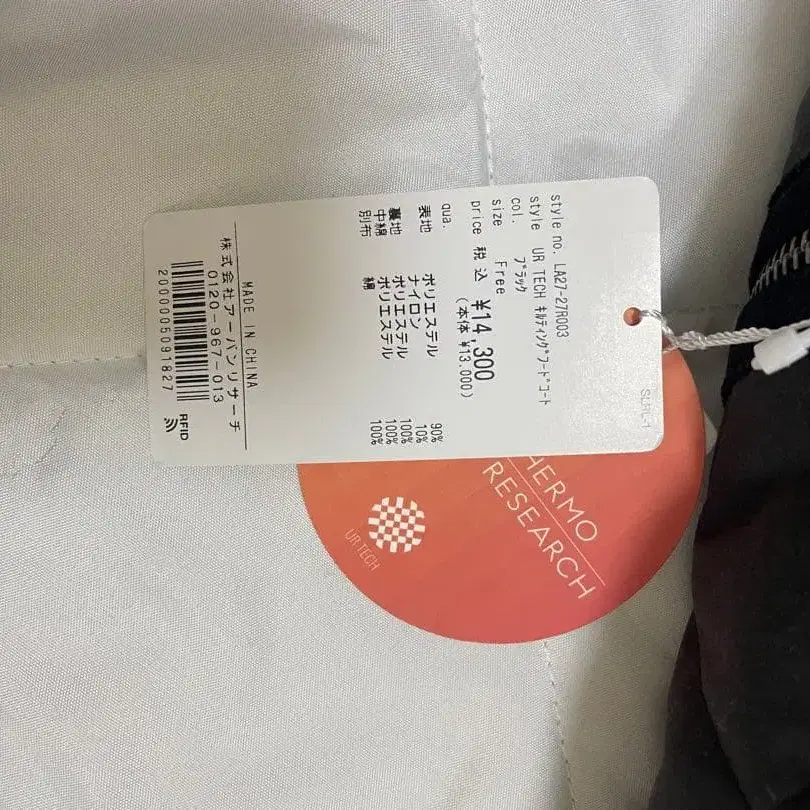 style no. LA27-27R003
style UR TECH ｷﾙﾃｨﾝｸﾞﾌｰﾄﾞｺｰﾄ
col. ﾌﾞﾗｯｸ
size Free
price 税込 ¥14,300
(本体 ¥13,000)
qua.
表地 ポリエステル 90%
ナイロン 10%
裏地 ポリエステル 100%
中綿 ポリエステル 100%
別布 綿 100%
MADE IN CHINA
株式会社アーバンリサーチ
0120-967-013
2000005091827
RFID
HERMO
RESEARCH
UR TECH